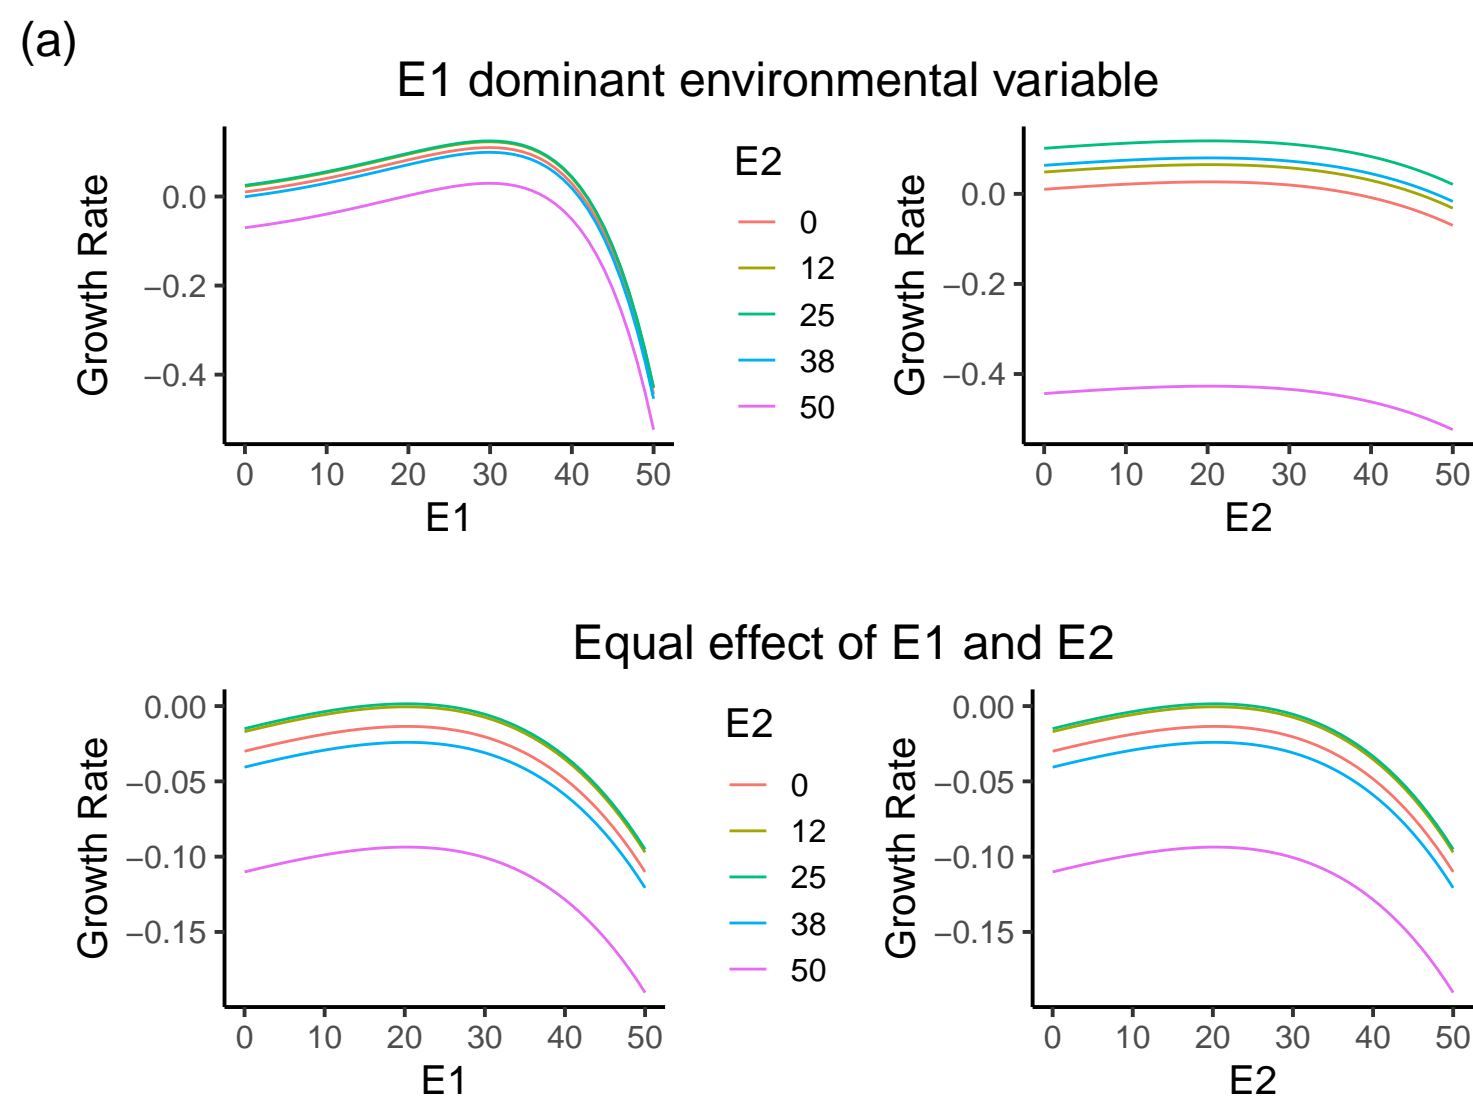 (a)
E1 dominant environmental variable
Growth Rate
0.0
−0.2
−0.4
0 10 20 30 40 50
E1
E2
0
12
25
38
50
Growth Rate
0.0
−0.2
−0.4
0 10 20 30 40 50
E2
Equal effect of E1 and E2
Growth Rate
0.00
−0.05
−0.10
−0.15
0 10 20 30 40 50
E1
E2
0
12
25
38
50
Growth Rate
0.00
−0.05
−0.10
−0.15
0 10 20 30 40 50
E2